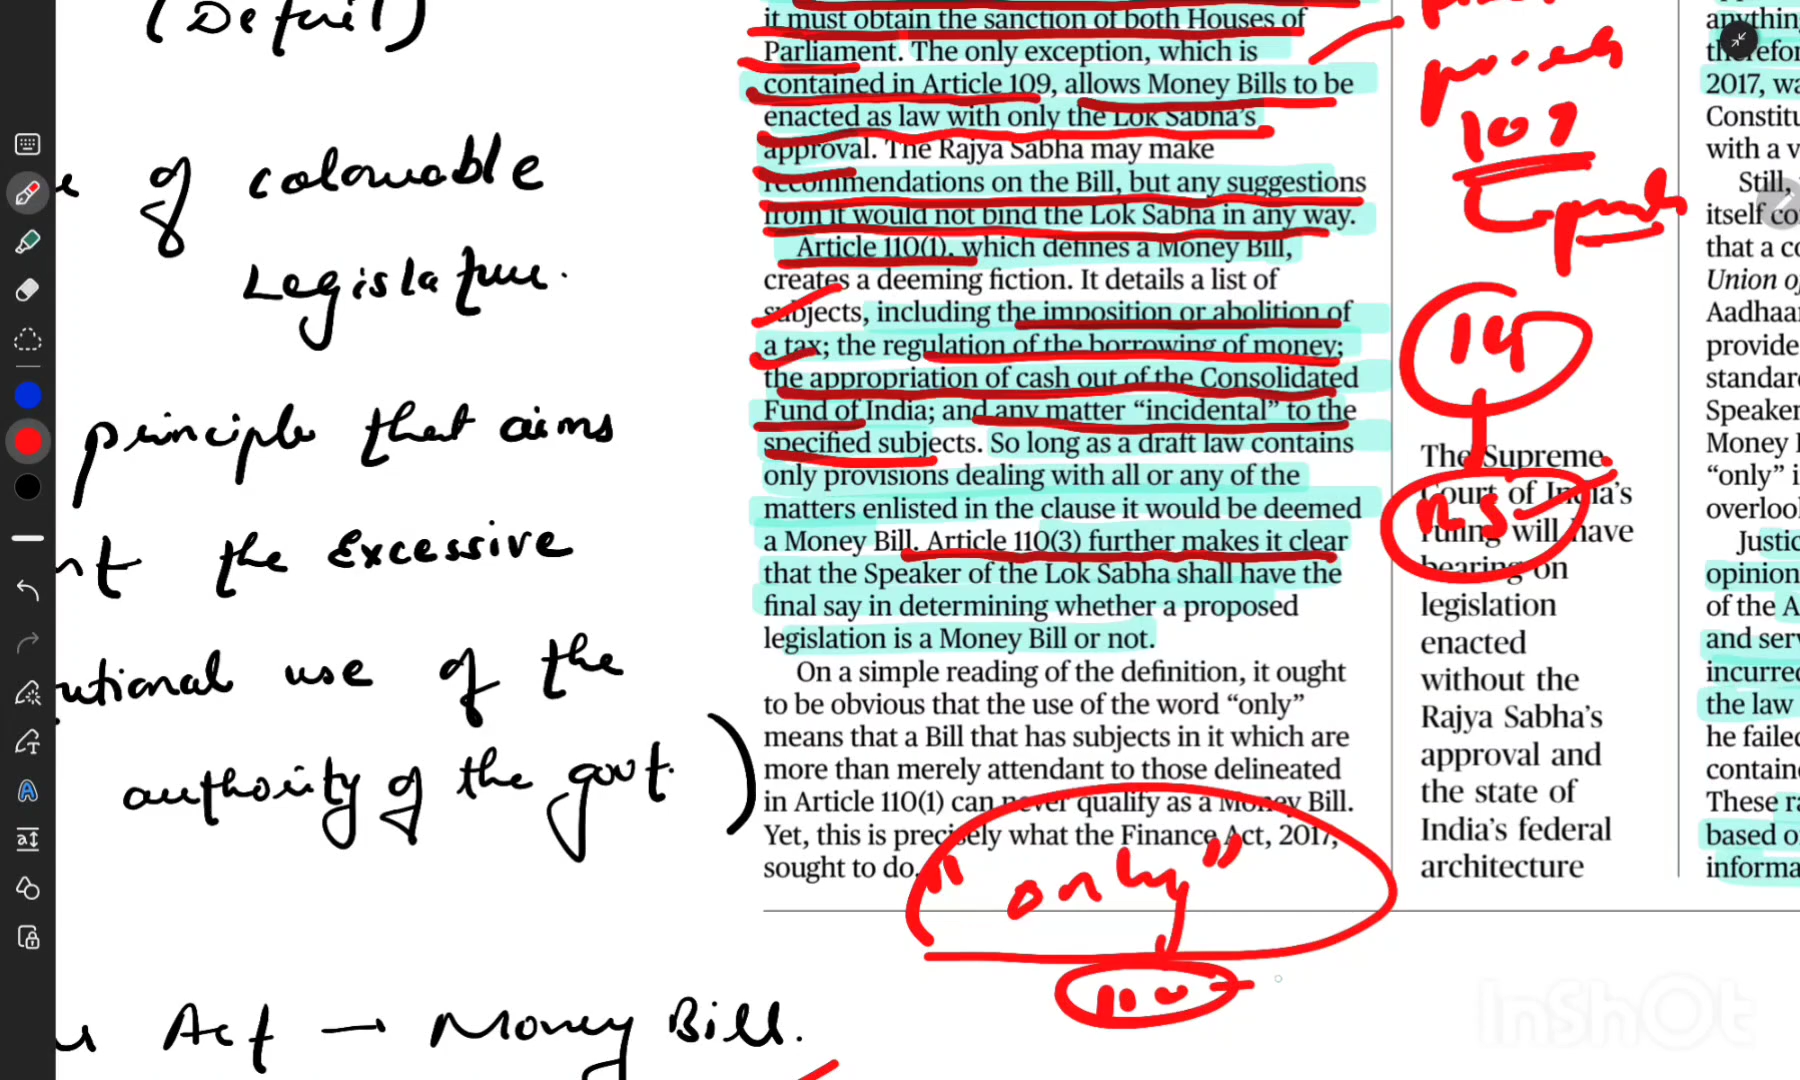 (Detail)
of colourable
Legislature.
principle that aims
the Excessive
utional use of the
authority of the govt. )
Act → Money Bill.
it must obtain the sanction of both Houses of
Parliament. The only exception, which is
contained in Article 109, allows Money Bills to be
enacted as law with only the Lok Sabha's
approval. The Rajya Sabha may make
recommendations on the Bill, but any suggestions
from it would not bind the Lok Sabha in any way.
Article 110(1), which defines a Money Bill,
creates a deeming fiction. It details a list of
subjects, including the imposition or abolition of
a tax; the regulation of the borrowing of money;
the appropriation of cash out of the Consolidated
Fund of India; and any matter "incidental" to the
specified subjects. So long as a draft law contains
only provisions dealing with all or any of the
matters enlisted in the clause it would be deemed
a Money Bill. Article 110(3) further makes it clear
that the Speaker of the Lok Sabha shall have the
final say in determining whether a proposed
legislation is a Money Bill or not.
On a simple reading of the definition, it ought
to be obvious that the use of the word "only"
means that a Bill that has subjects in it which are
more than merely attendant to those delineated
in Article 110(1) can never qualify as a Money Bill.
Yet, this is precisely what the Finance Act, 2017,
sought to do.
"only"
109
14
RS
The Supreme
Court of India's
ruling will have
bearing on
legislation
enacted
without the
Rajya Sabha's
approval and
the state of
India's federal
architecture
anything
2017, wa
Constitu
with a v
Still,
itself co
that a co
Union of
Aadhaar
provide
standard
Speaker
Money
"only" i
overlool
Justic
opinion
of the A
and serv
incurred
the law
he failed
containe
These ra
based on
informa
InShOt